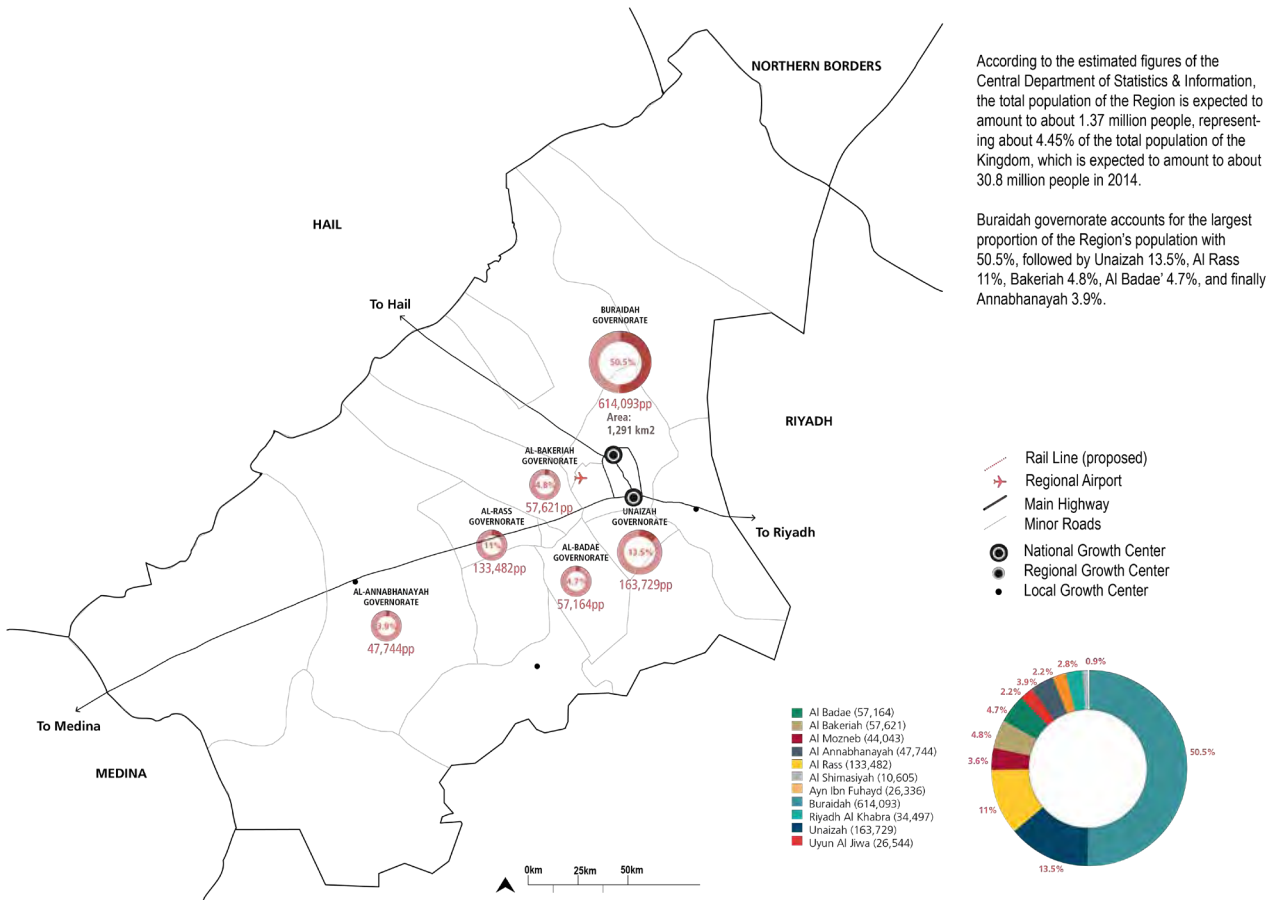 NORTHERN BORDERS
According to the estimated figures of the
Central Department of Statistics & Information,
the total population of the Region is expected to
amount to about 1.37 million people, represent-
ing about 4.45% of the total population of the
Kingdom, which is expected to amount to about
30.8 million people in 2014.
Buraidah governorate accounts for the largest
proportion of the Region's population with
50.5%, followed by Unaizah 13.5%, Al Rass
11%, Bakeriah 4.8%, Al Badae' 4.7%, and finally
Annabhanayah 3.9%.
HAIL
To Hail
BURAIDAH
GOVERNORATE
50.5%
614,093pp
Area:
1,291 km2
RIYADH
AL-BAKERIAH
GOVERNORATE
4.8%
57,621pp
AL-RASS
GOVERNORATE
11%
133,482pp
UNAIZAH
GOVERNORATE
13.5%
163,729pp
To Riyadh
AL-BADAE
GOVERNORATE
4.7%
57,164pp
AL-ANNABHANAYAH
GOVERNORATE
3.9%
47,744pp
To Medina
MEDINA
Rail Line (proposed)
Regional Airport
Main Highway
Minor Roads
National Growth Center
Regional Growth Center
Local Growth Center
Al Badae (57,164)
Al Bakeriah (57,621)
Al Mozneb (44,043)
Al Annabhanayah (47,744)
Al Rass (133,482)
Al Shimasiyah (10,605)
Ayn Ibn Fuhayd (26,336)
Buraidah (614,093)
Riyadh Al Khabra (34,497)
Unaizah (163,729)
Uyun Al Jiwa (26,544)
0.9%
2.8%
2.2%
3.9%
2.2%
4.7%
4.8%
3.6%
11%
13.5%
50.5%
0km 25km 50km